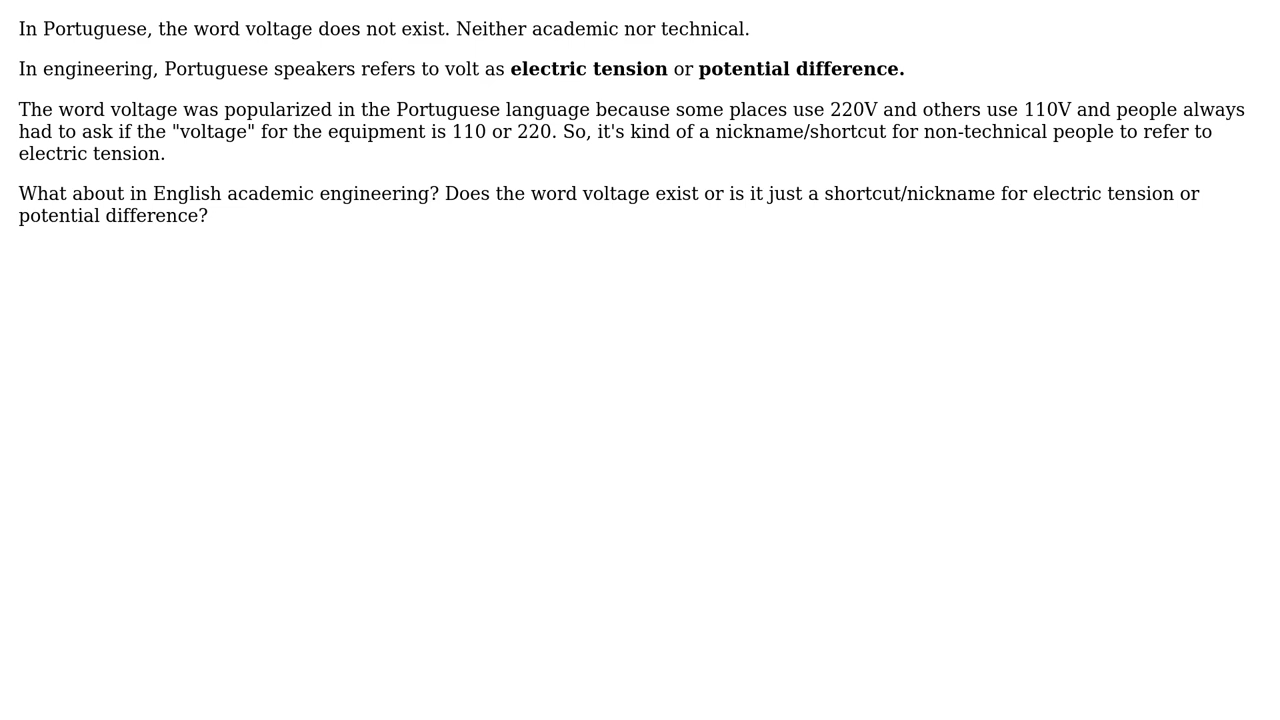 In Portuguese, the word voltage does not exist. Neither academic nor technical.
In engineering, Portuguese speakers refers to volt as electric tension or potential difference.
The word voltage was popularized in the Portuguese language because some places use 220V and others use 110V and people always
had to ask if the "voltage" for the equipment is 110 or 220. So, it's kind of a nickname/shortcut for non-technical people to refer to
electric tension.
What about in English academic engineering? Does the word voltage exist or is it just a shortcut/nickname for electric tension or
potential difference?